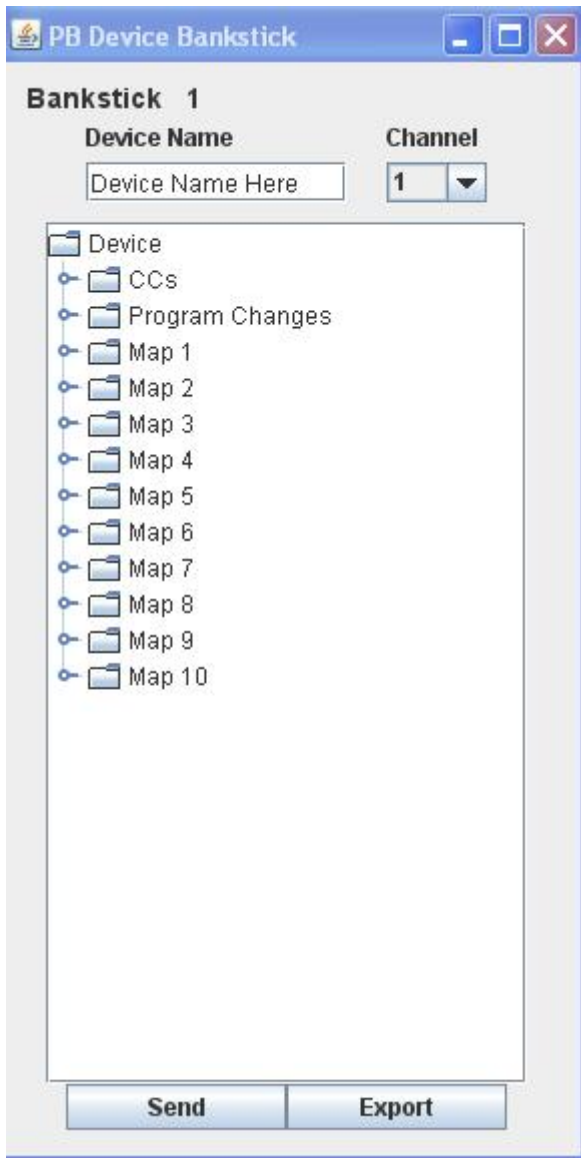 PB Device Bankstick
Bankstick 1
Device Name Channel
Device Name Here 1
Device
CCs
Program Changes
Map 1
Map 2
Map 3
Map 4
Map 5
Map 6
Map 7
Map 8
Map 9
Map 10
Send Export